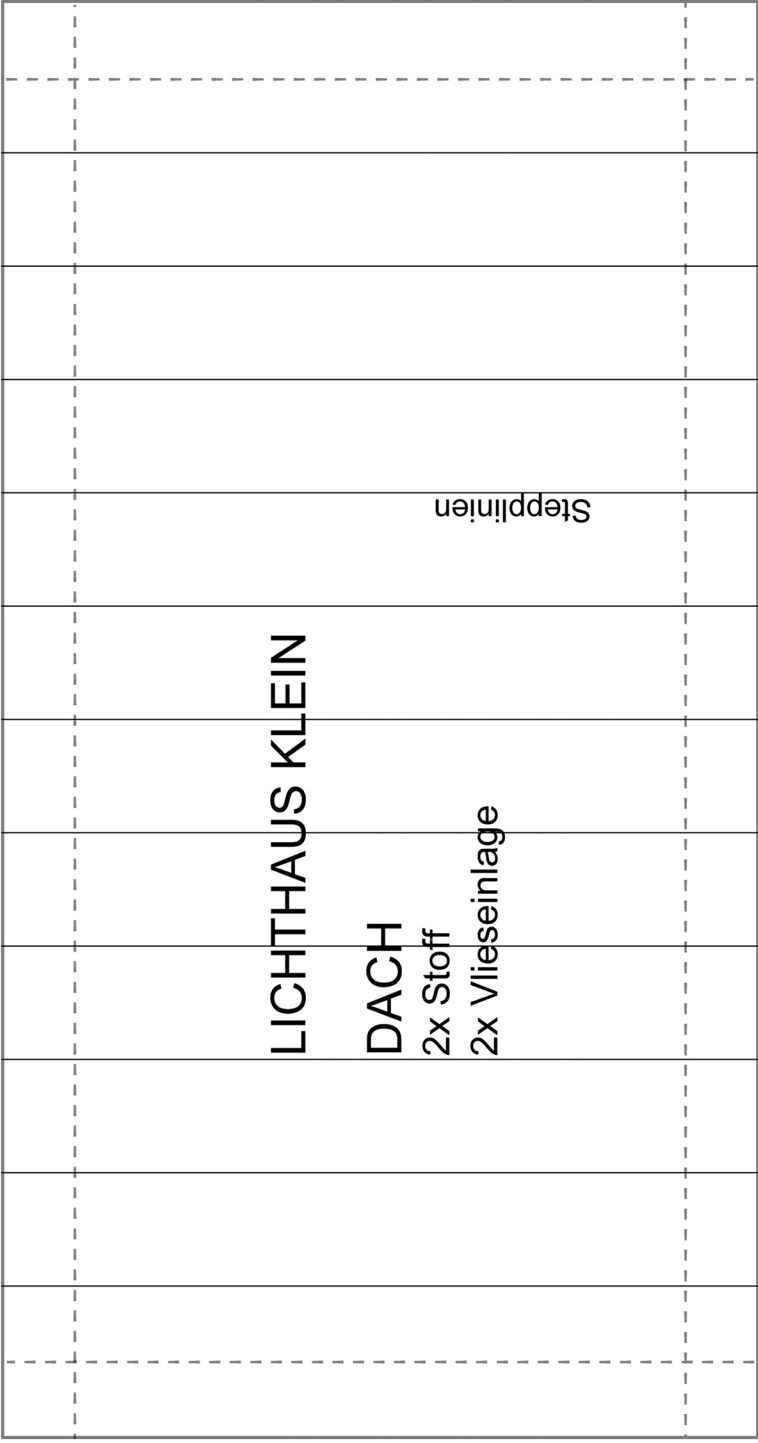 LICHTHAUS KLEIN
DACH
2x Stoff
2x Vlieseinlage
Stepplinien